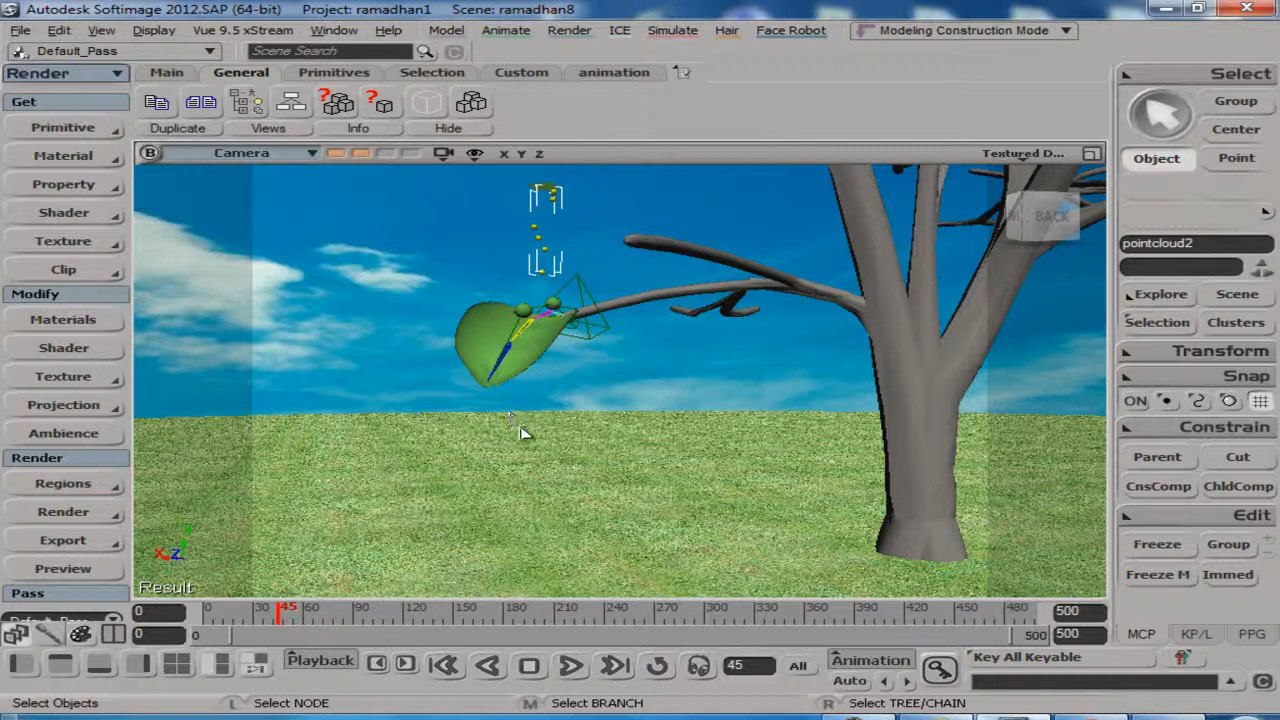 Autodesk Softimage 2012.SAP (64-bit) Project: ramadhan1 Scene: ramadhan8
File Edit View Display Vue 9.5 xStream Window Help Model Animate Render ICE Simulate Hair Face Robot Modeling Construction Mode
Default_Pass Scene Search
Render Main General Primitives Selection Custom animation Select
Get
Group
Primitive Duplicate Views Info Hide Center
Material B Camera X Y Z Textured D... Object Point
Property
Shader BACK
Texture pointcloud2
Clip
Modify Explore Scene
Materials Selection Clusters
Shader Transform
Texture Snap
Projection ON
Ambience Constrain
Render Parent Cut
Regions CnsComp ChldComp
Render Edit
Export Freeze Group
Preview X Z Y Freeze M Immed
Pass Result
Default_Pass 0 0 30 45 60 90 120 150 180 210 240 270 300 330 360 390 420 450 480 500
0 0 500 500 MCP KP/L PPG
Playback 45 All Animation Key All Keyable
Auto
Select Objects L Select NODE M Select BRANCH R Select TREE/CHAIN